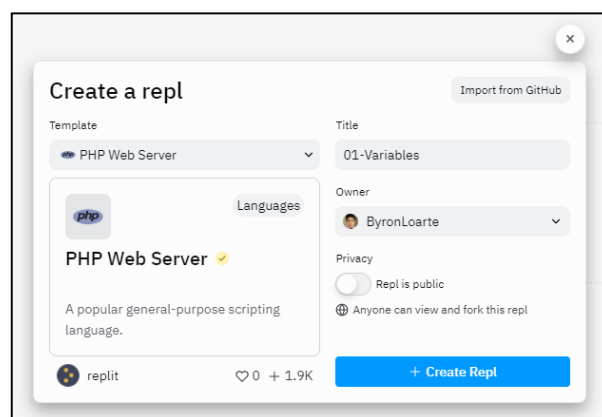 Create a repl
Import from GitHub
Template
PHP Web Server
php
Languages
PHP Web Server
A popular general-purpose scripting
language.
replit
0 + 1.9K
Title
01-Variables
Owner
ByronLoarte
Privacy
Repl is public
Anyone can view and fork this repl
+ Create Repl